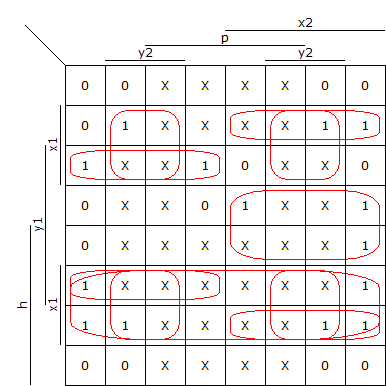 x2
p
y2 y2
0 0 X X X X 0 0
0 1 X X X X 1 1
x1
1 X X 1 0 X X 0
0 X X 0 1 X X 1
y1
0 X X X X X X 1
1 X X X X X X 1
h x1
1 1 X X X X 1 1
0 0 X X X X 0 0